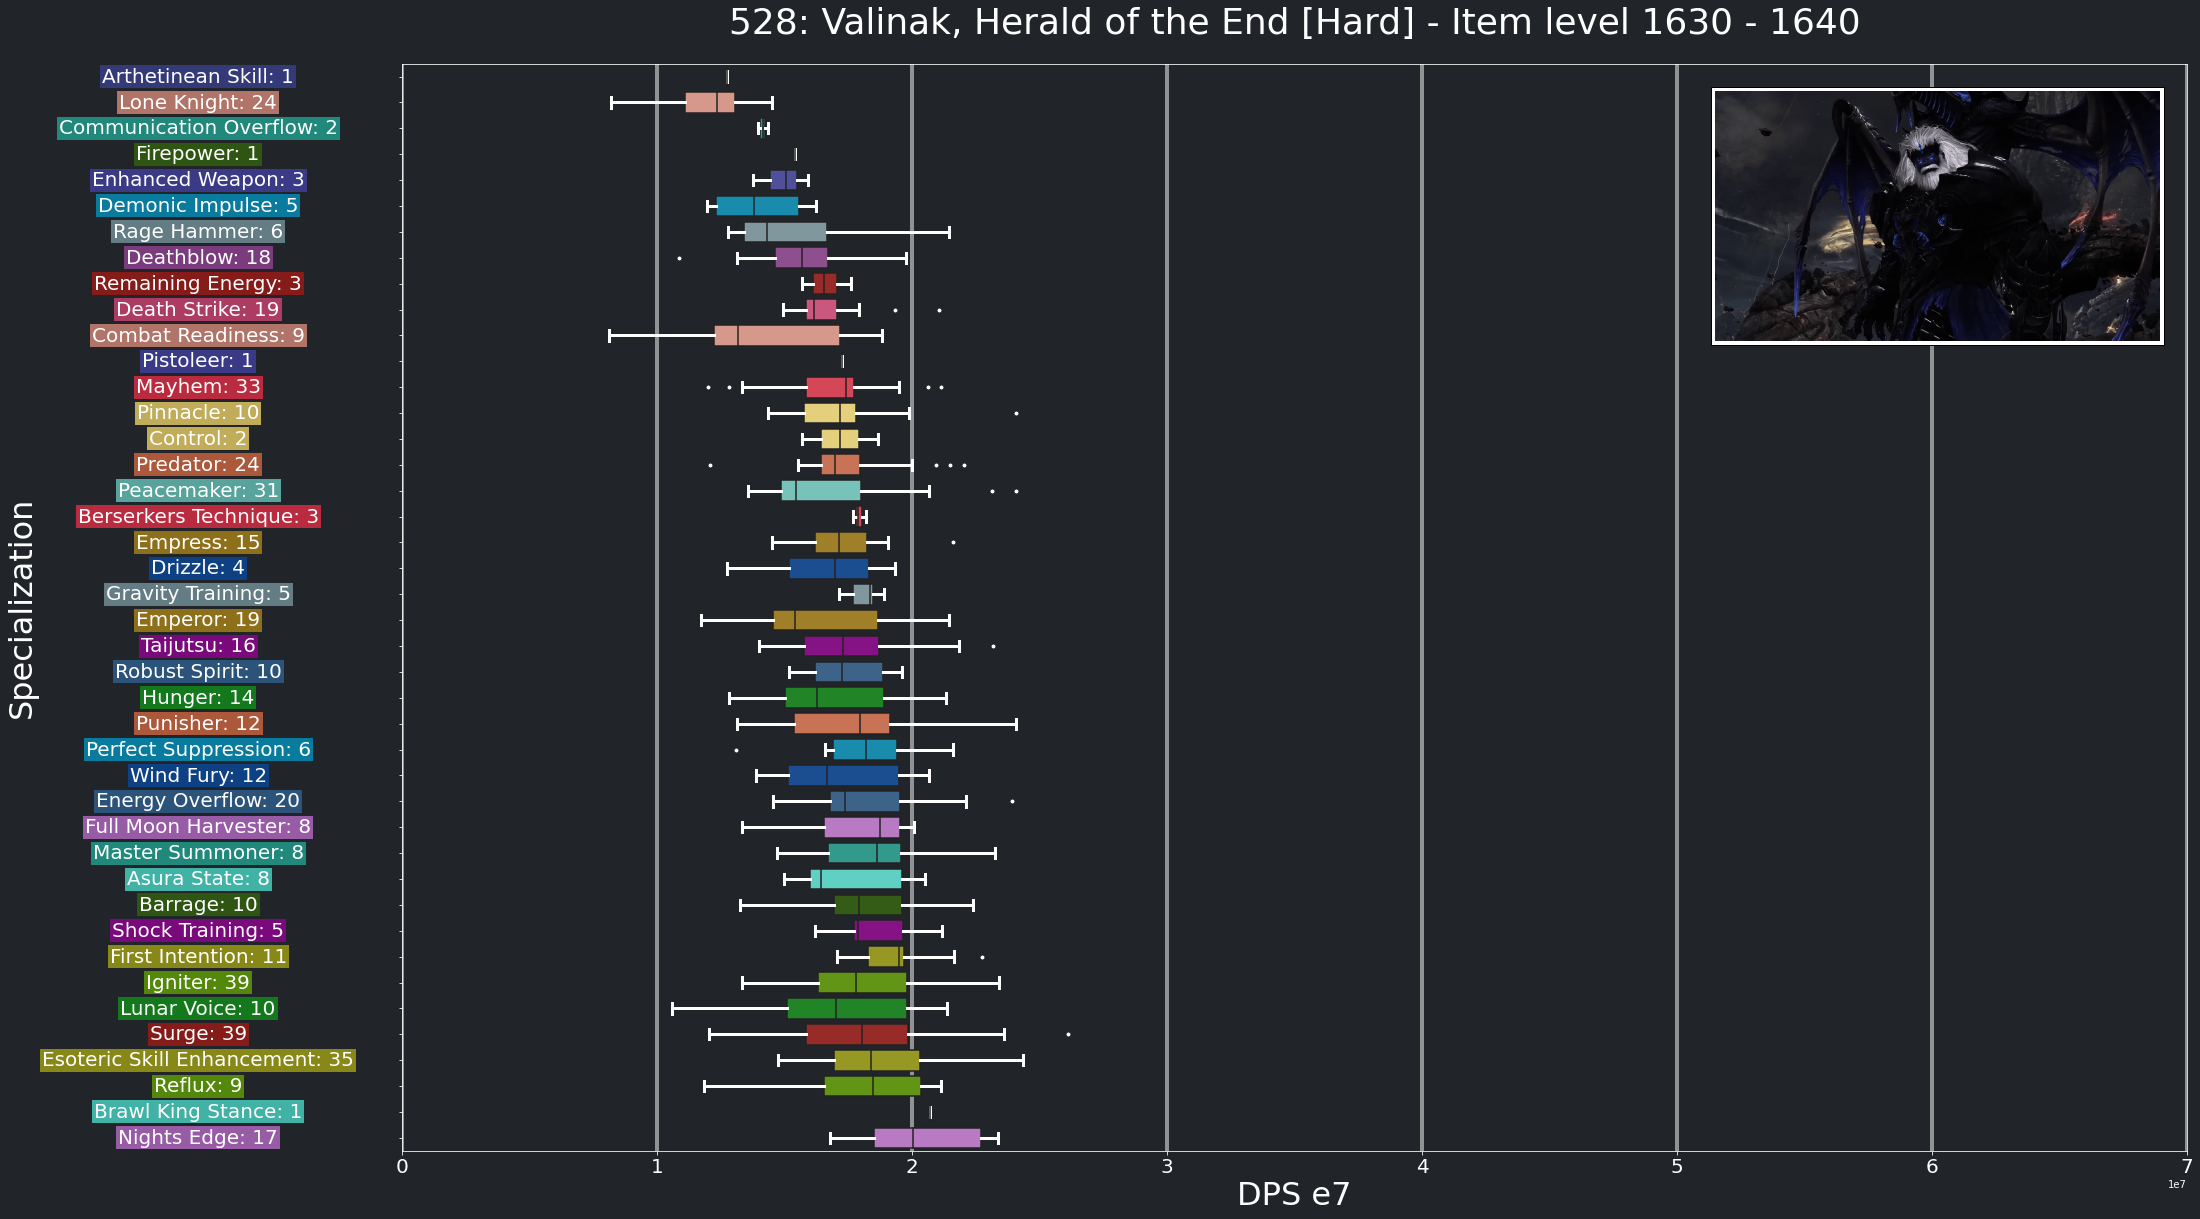 528: Valinak, Herald of the End [Hard] - Item level 1630 - 1640
Specialization
Arthetinean Skill: 1
Lone Knight: 24
Communication Overflow: 2
Firepower: 1
Enhanced Weapon: 3
Demonic Impulse: 5
Rage Hammer: 6
Deathblow: 18
Remaining Energy: 3
Death Strike: 19
Combat Readiness: 9
Pistoleer: 1
Mayhem: 33
Pinnacle: 10
Control: 2
Predator: 24
Peacemaker: 31
Berserkers Technique: 3
Empress: 15
Drizzle: 4
Gravity Training: 5
Emperor: 19
Taijutsu: 16
Robust Spirit: 10
Hunger: 14
Punisher: 12
Perfect Suppression: 6
Wind Fury: 12
Energy Overflow: 20
Full Moon Harvester: 8
Master Summoner: 8
Asura State: 8
Barrage: 10
Shock Training: 5
First Intention: 11
Igniter: 39
Lunar Voice: 10
Surge: 39
Esoteric Skill Enhancement: 35
Reflux: 9
Brawl King Stance: 1
Nights Edge: 17
0 1 2 3 4 5 6 7
1e7
DPS e7